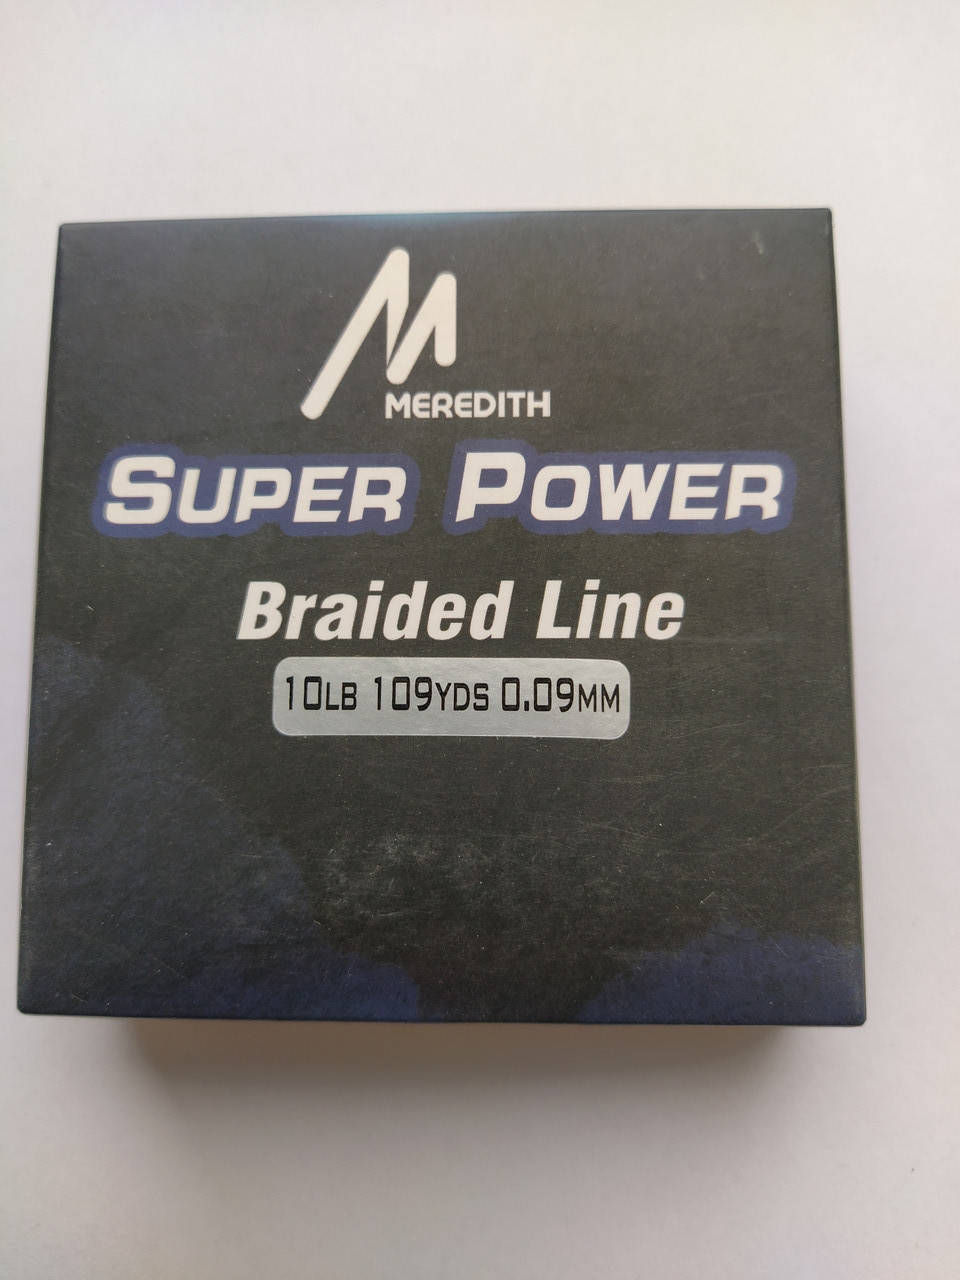 MEREDITH
SUPER POWER
Braided Line
10LB 109YDS 0.09MM